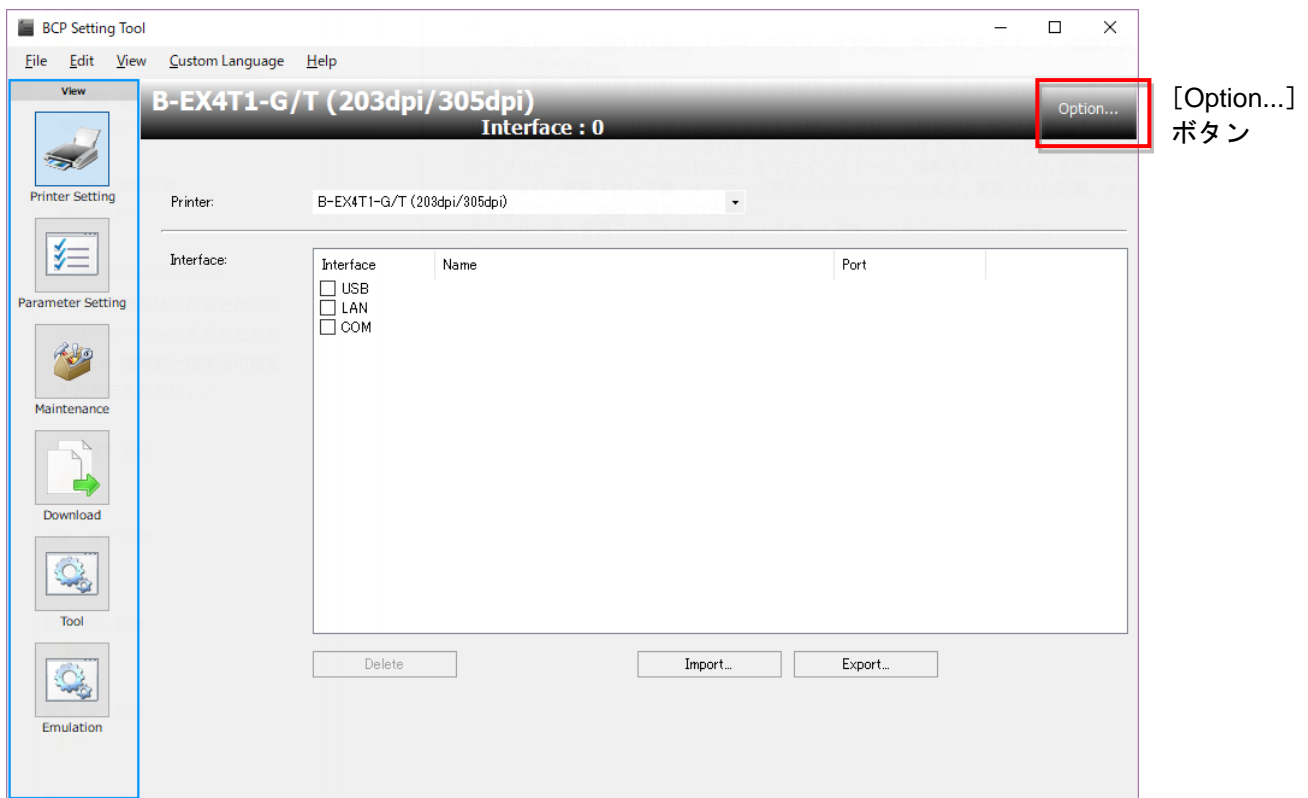 BCP Setting Tool
File Edit View Custom Language Help
View
B-EX4T1-G/T (203dpi/305dpi)
Interface : 0
Option...
[Option...]
ボタン
Printer Setting
Printer:
B-EX4T1-G/T (203dpi/305dpi)
Interface:
Interface Name Port
USB
LAN
COM
Parameter Setting
Maintenance
Download
Tool
Emulation
Delete
Import...
Export...